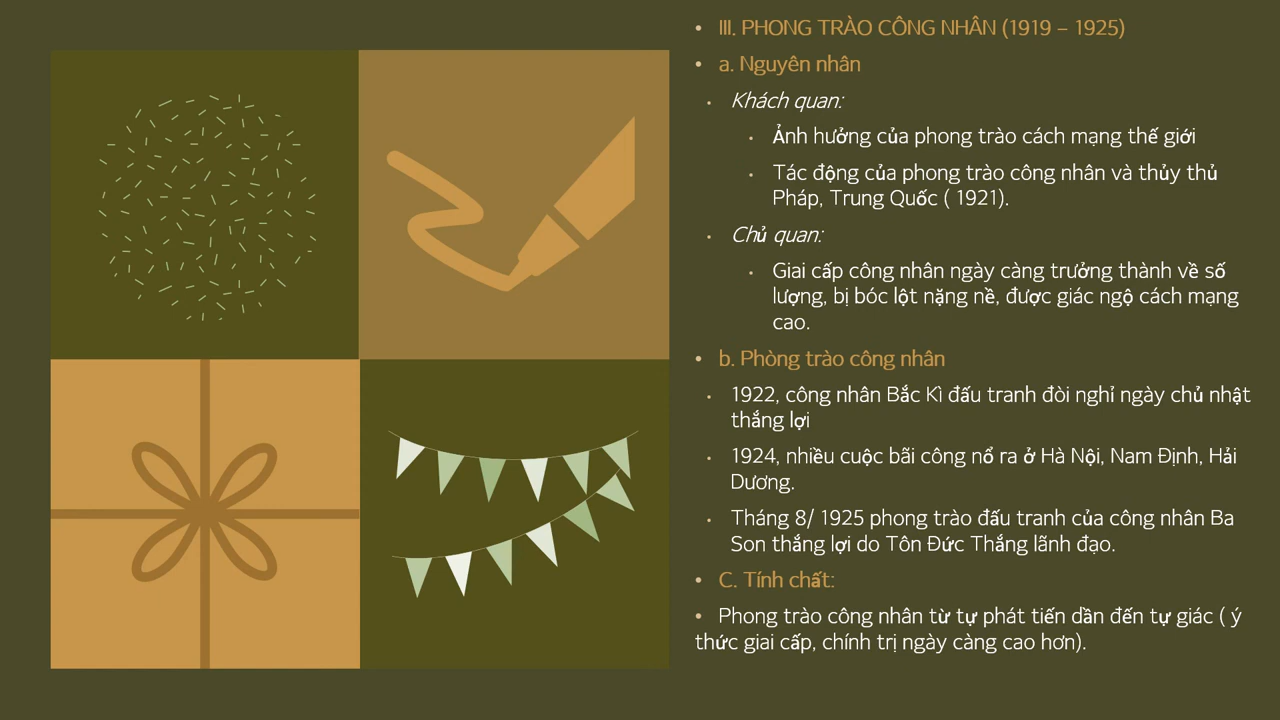 • III. PHONG TRÀO CÔNG NHÂN (1919 – 1925)
• a. Nguyên nhân
• Khách quan:
• Ảnh hưởng của phong trào cách mạng thế giới
• Tác động của phong trào công nhân và thủy thủ
Pháp, Trung Quốc ( 1921).
• Chủ quan:
• Giai cấp công nhân ngày càng trưởng thành về số
lượng, bị bóc lột nặng nề, được giác ngộ cách mạng
cao.
• b. Phòng trào công nhân
• 1922, công nhân Bắc Kì đấu tranh đòi nghỉ ngày chủ nhật
thắng lợi
• 1924, nhiều cuộc bãi công nổ ra ở Hà Nội, Nam Định, Hải
Dương.
• Tháng 8/ 1925 phong trào đấu tranh của công nhân Ba
Son thắng lợi do Tôn Đức Thắng lãnh đạo.
• C. Tính chất:
• Phong trào công nhân từ tự phát tiến dần đến tự giác ( ý
thức giai cấp, chính trị ngày càng cao hơn).